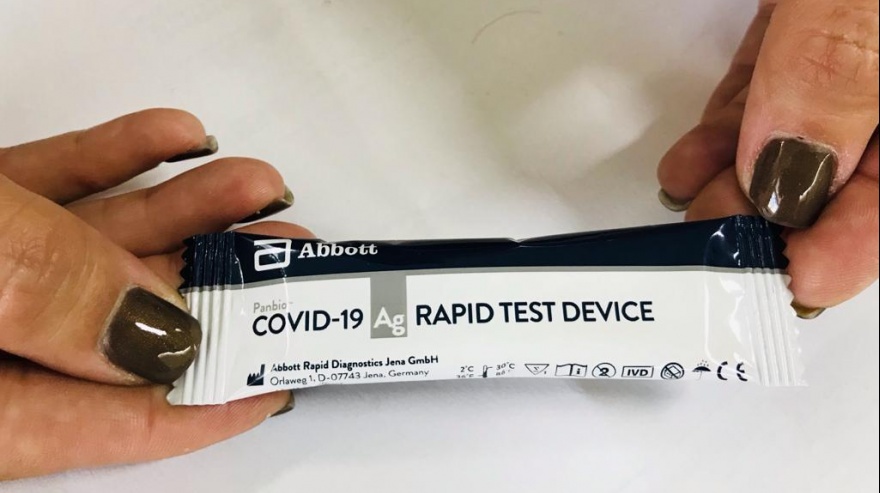 Abbott
Panbio™
COVID-19 Ag RAPID TEST DEVICE
Abbott Rapid Diagnostics Jena GmbH
Orlaweg 1, D-07743 Jena, Germany
2°C 30°C
IVD
CE